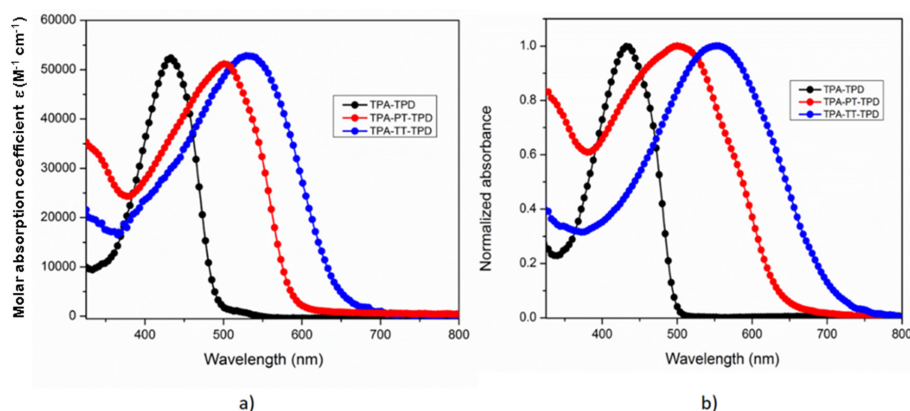 60000
50000
40000
30000
20000
10000
0
Molar absorption coefficient ε (M⁻¹ cm⁻¹)
TPA-TPD
TPA-PT-TPD
TPA-TT-TPD
400 500 600 700 800
Wavelength (nm)
a)
1.0
0.8
0.6
0.4
0.2
0.0
Normalized absorbance
TPA-TPD
TPA-PT-TPD
TPA-TT-TPD
400 500 600 700 800
Wavelength (nm)
b)